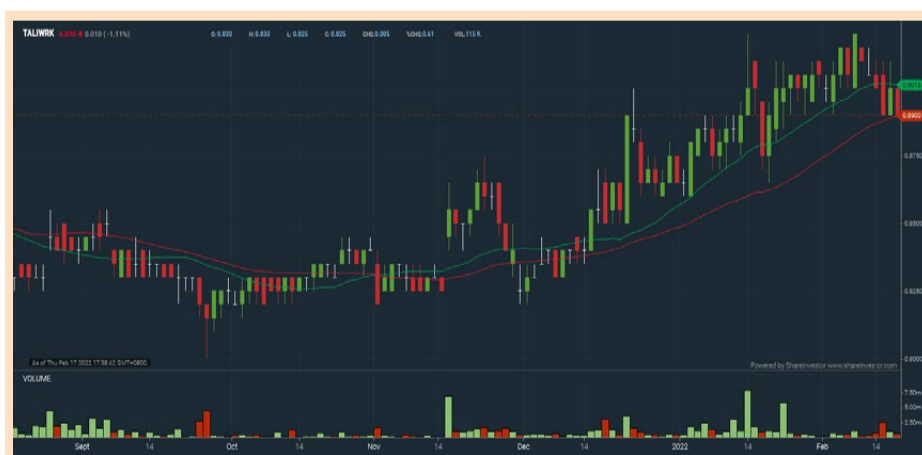 TALIWRK 0.890 0.010 ( -1.11%) O: 0.830 H: 0.830 L: 0.825 C: 0.825 CHG:0.005 %CHG:0.61 VOL:115 K
0.8900
0.8750
0.8500
0.8250
0.8000
As of Thu Feb 17 2022 17:38:42 GMT+0800
Powered by ShareInvestor www.shareinvestor.com
VOLUME
7.50m
5.00m
2.50m
Sept 14 Oct 14 Nov 14 Dec 14 2022 14 Feb 14